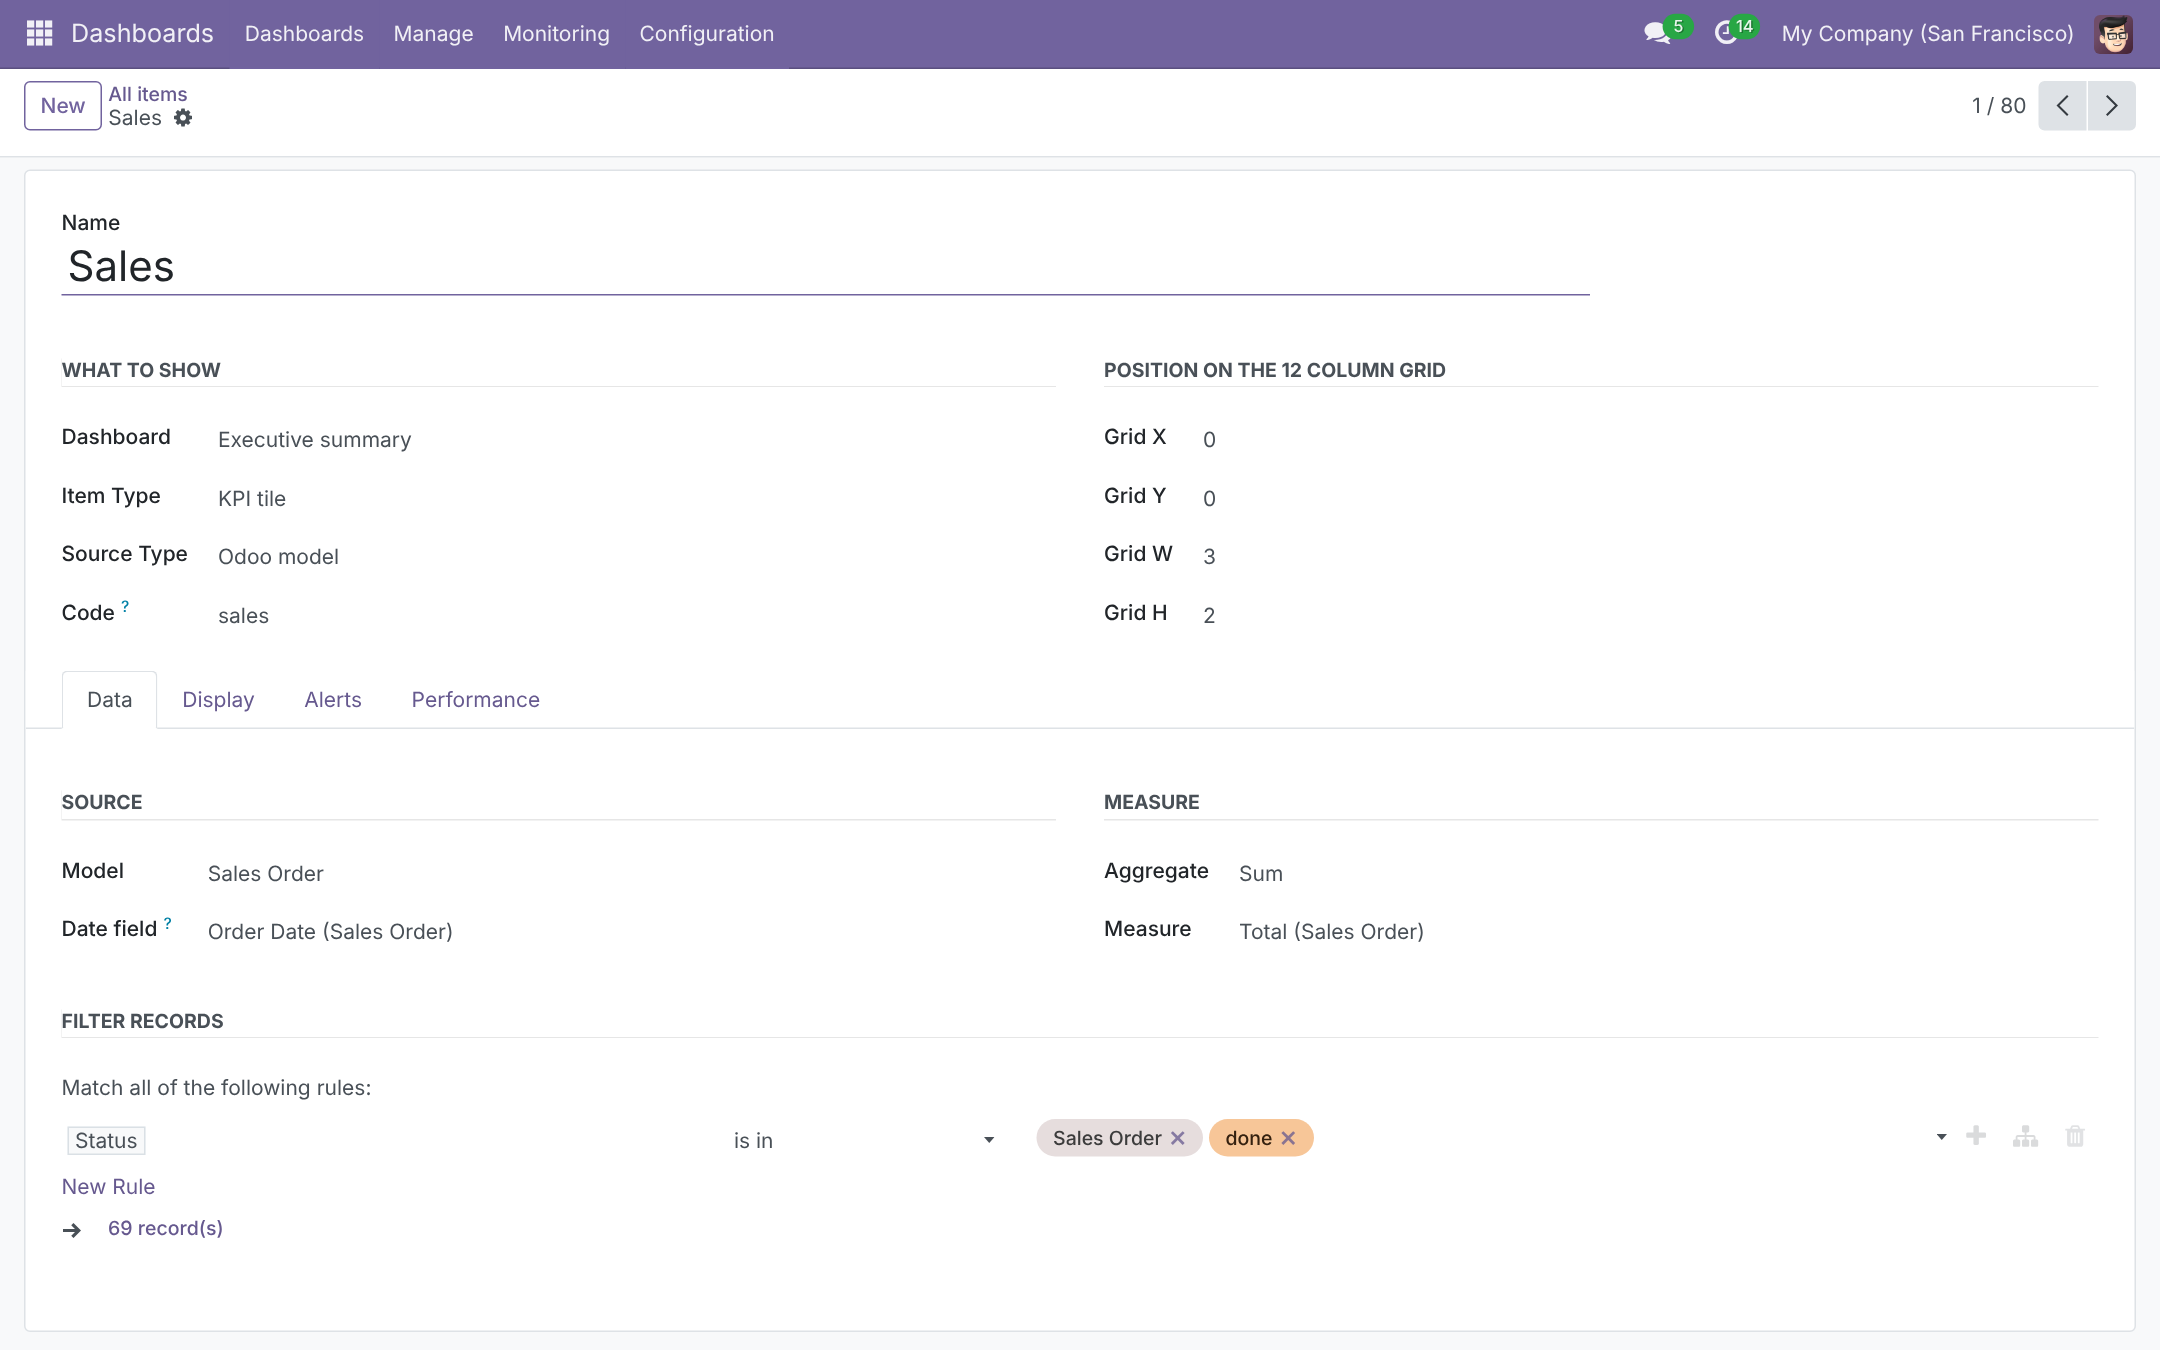 Dashboards Dashboards Manage Monitoring Configuration 5 14 My Company (San Francisco)
New All items 1 / 80
Sales
Name
Sales
WHAT TO SHOW POSITION ON THE 12 COLUMN GRID
Dashboard Executive summary Grid X 0
Item Type KPI tile Grid Y 0
Source Type Odoo model Grid W 3
Code ? sales Grid H 2
Data Display Alerts Performance
SOURCE MEASURE
Model Sales Order Aggregate Sum
Date field ? Order Date (Sales Order) Measure Total (Sales Order)
FILTER RECORDS
Match all of the following rules:
Status is in Sales Order done
New Rule
69 record(s)